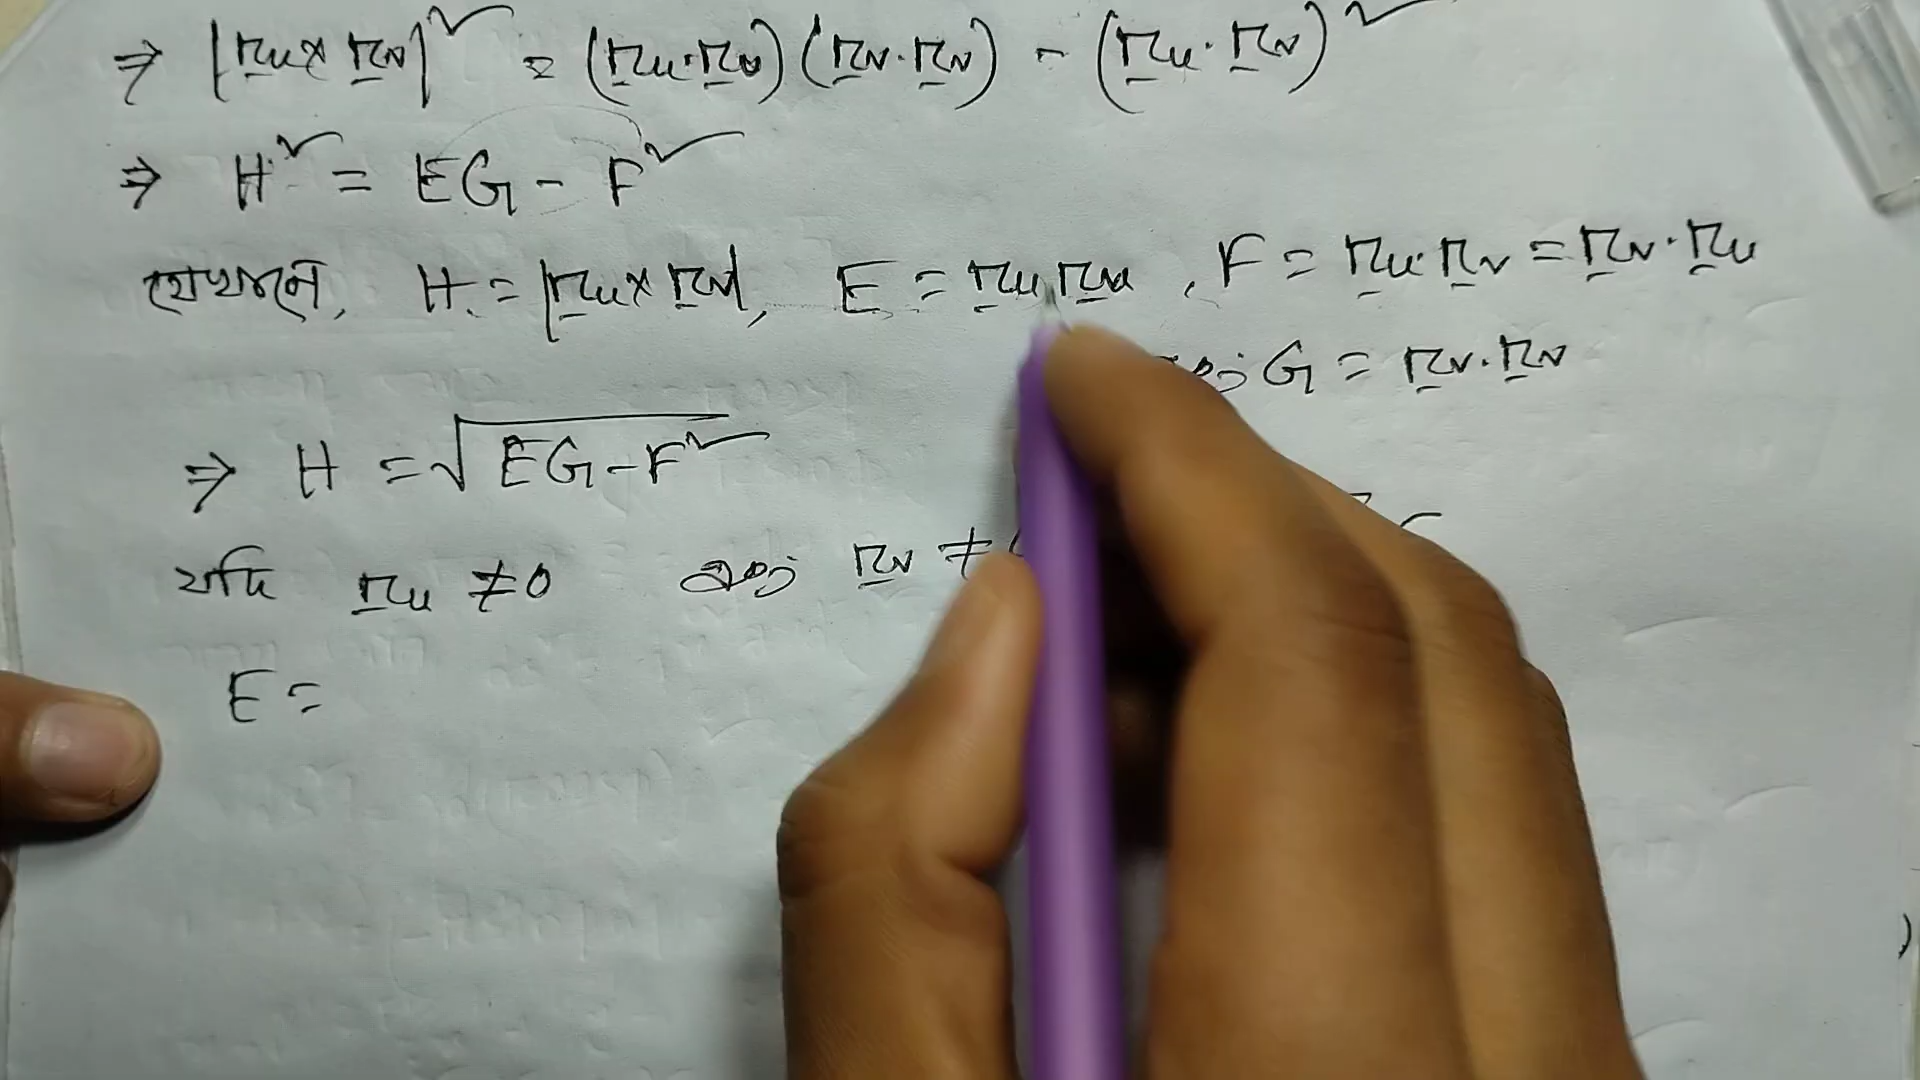 ⇒ |r̲u × r̲v|² = (r̲u · r̲u) (r̲v · r̲v) - (r̲u · r̲v)²
⇒ H² = EG - F²
যেখানে, H = |r̲u × r̲v|, E = r̲u · r̲u, F = r̲u · r̲v = r̲v · r̲u
G = r̲v · r̲v
⇒ H = √EG - F²
যদি r̲u ≠ 0 এবং r̲v ≠
E =